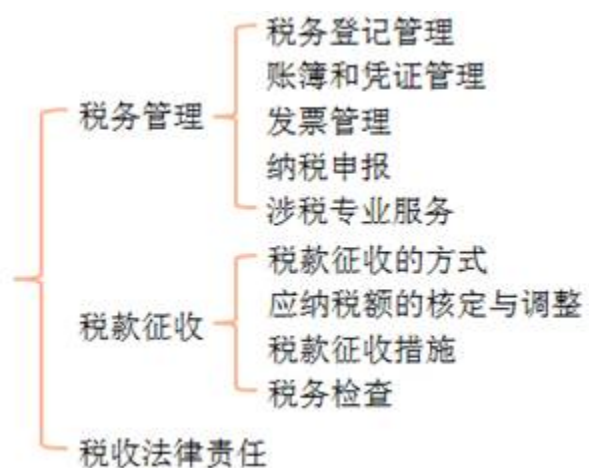 税务管理
税务登记管理
账簿和凭证管理
发票管理
纳税申报
涉税专业服务
税款征收
税款征收的方式
应纳税额的核定与调整
税款征收措施
税务检查
税收法律责任